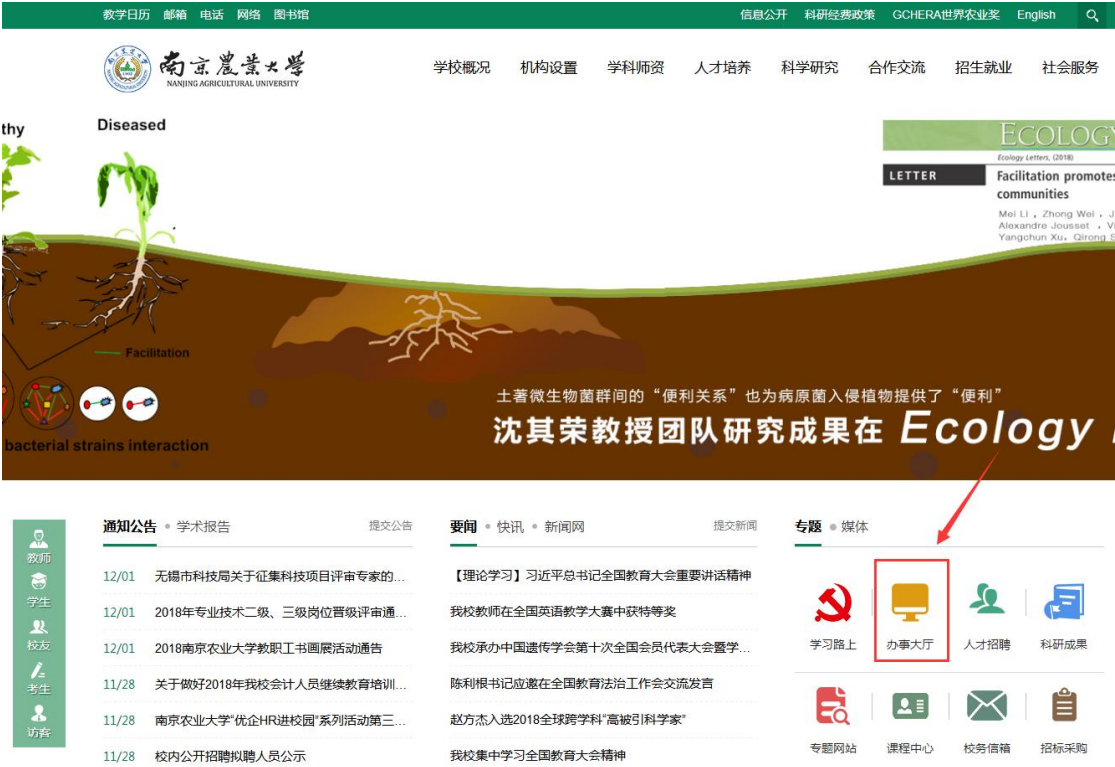 教学日历 邮箱 电话 网络 图书馆 信息公开 科研经费政策 GCHERA世界农业奖 English
南京農業大學
NANJING AGRICULTURAL UNIVERSITY
学校概况 机构设置 学科师资 人才培养 科学研究 合作交流 招生就业 社会服务
thy Diseased
ECOLOGY
Ecology Letters, (2018)
LETTER Facilitation promotes
communities
Mei Li , Zhong Wei , J
Alexandre Jousset , Vi
Yangchun Xu, Qirong S
Facilitation
土著微生物菌群间的“便利关系”也为病原菌入侵植物提供了“便利”
沈其荣教授团队研究成果在 Ecology
bacterial strains interaction
通知公告 学术报告 提交公告
12/01 无锡市科技局关于征集科技项目评审专家的...
12/01 2018年专业技术二级、三级岗位晋级评审通...
12/01 2018南京农业大学教职工书画展活动通告
11/28 关于做好2018年我校会计人员继续教育培训...
11/28 南京农业大学“优企HR进校园”系列活动第三...
11/28 校内公开招聘拟聘人员公示
要闻 快讯 新闻网 提交新闻
【理论学习】习近平总书记全国教育大会重要讲话精神
我校教师在全国英语教学大赛中获特等奖
我校承办中国遗传学会第十次全国会员代表大会暨学...
陈利根书记应邀在全国教育法治工作会交流发言
赵方杰入选2018全球跨学科“高被引科学家”
我校集中学习全国教育大会精神
专题 媒体
学习路上 办事大厅 人才招聘 科研成果
专题网站 课程中心 校务信箱 招标采购
教师
学生
校友
考生
访客